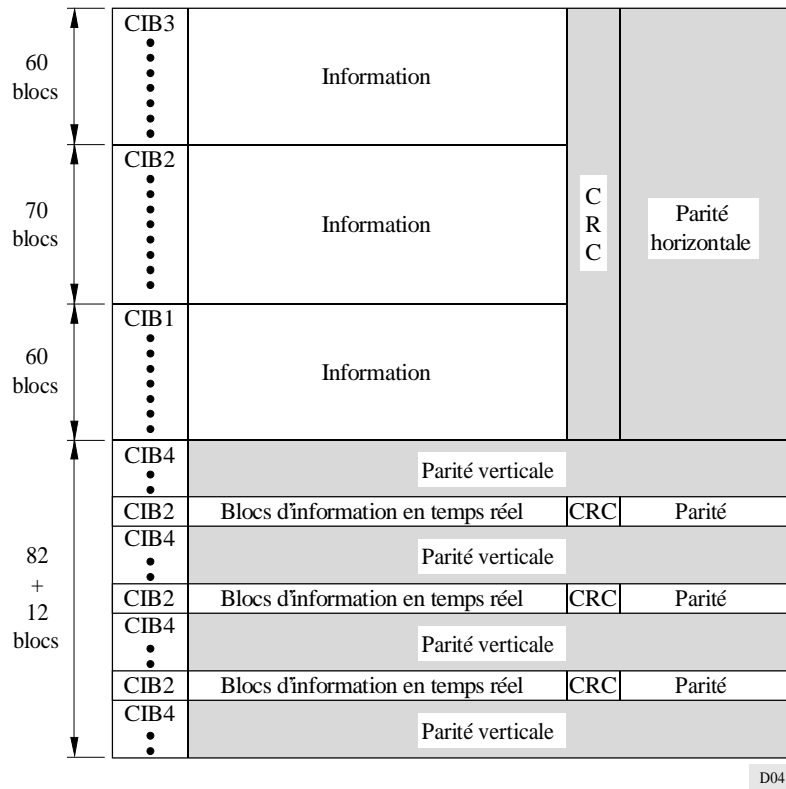 60
blocs
CIB3
Information
70
blocs
CIB2
Information
C
R
C
Parité
horizontale
60
blocs
CIB1
Information
82
+
12
blocs
CIB4
Parité verticale
CIB2 Blocs d'information en temps réel CRC Parité
CIB4
Parité verticale
CIB2 Blocs d'information en temps réel CRC Parité
CIB4
Parité verticale
CIB2 Blocs d'information en temps réel CRC Parité
CIB4
Parité verticale
D04